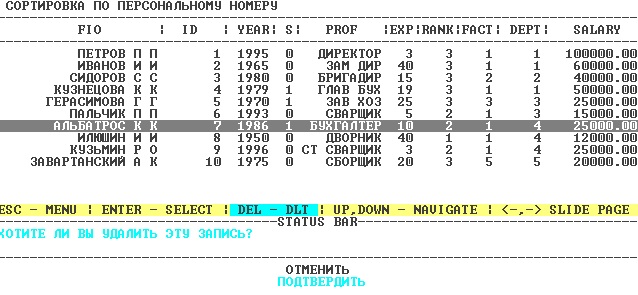 СОРТИРОВКА ПО ПЕРСОНАЛЬНОМУ НОМЕРУ
FIO ¦ ID ¦ YEAR¦ S¦ PROF ¦EXP¦RANK¦FACT¦ DEPT¦ SALARY
ПЕТРОВ П П 1 1995 0 ДИРЕКТОР 3 3 1 1 100000.00
ИВАНОВ И И 2 1965 0 ЗАМ ДИР 40 3 1 1 60000.00
СИДОРОВ С С 3 1980 0 БРИГАДИР 15 3 2 2 40000.00
КУЗНЕЦОВА К К 4 1979 1 ГЛАВ БУХ 19 3 1 1 50000.00
ГЕРАСИМОВА Г Г 5 1970 1 ЗАВ ХОЗ 25 3 3 3 25000.00
ПАЛЬЧИК П П 6 1993 0 СВАРЩИК 5 2 1 3 15000.00
АЛЬБАТРОС К К 7 1986 1 БУХГАЛТЕР 10 2 1 4 25000.00
ИЛЮШИН И И 8 1950 0 ДВОРНИК 40 1 1 4 12000.00
КУЗЬМИН Р О 9 1996 0 СТ СВАРЩИК 3 2 1 4 25000.00
ЗАВАРТАНСКИЙ А К 10 1975 0 СБОРЩИК 20 3 5 5 20000.00
ESC - MENU ¦ ENTER - SELECT ¦ DEL - DLT ¦ UP,DOWN - NAVIGATE ¦ <-,-> SLIDE PAGE
STATUS BAR
ХОТИТЕ ЛИ ВЫ УДАЛИТЬ ЭТУ ЗАПИСЬ?
ОТМЕНИТЬ
ПОДТВЕРДИТЬ